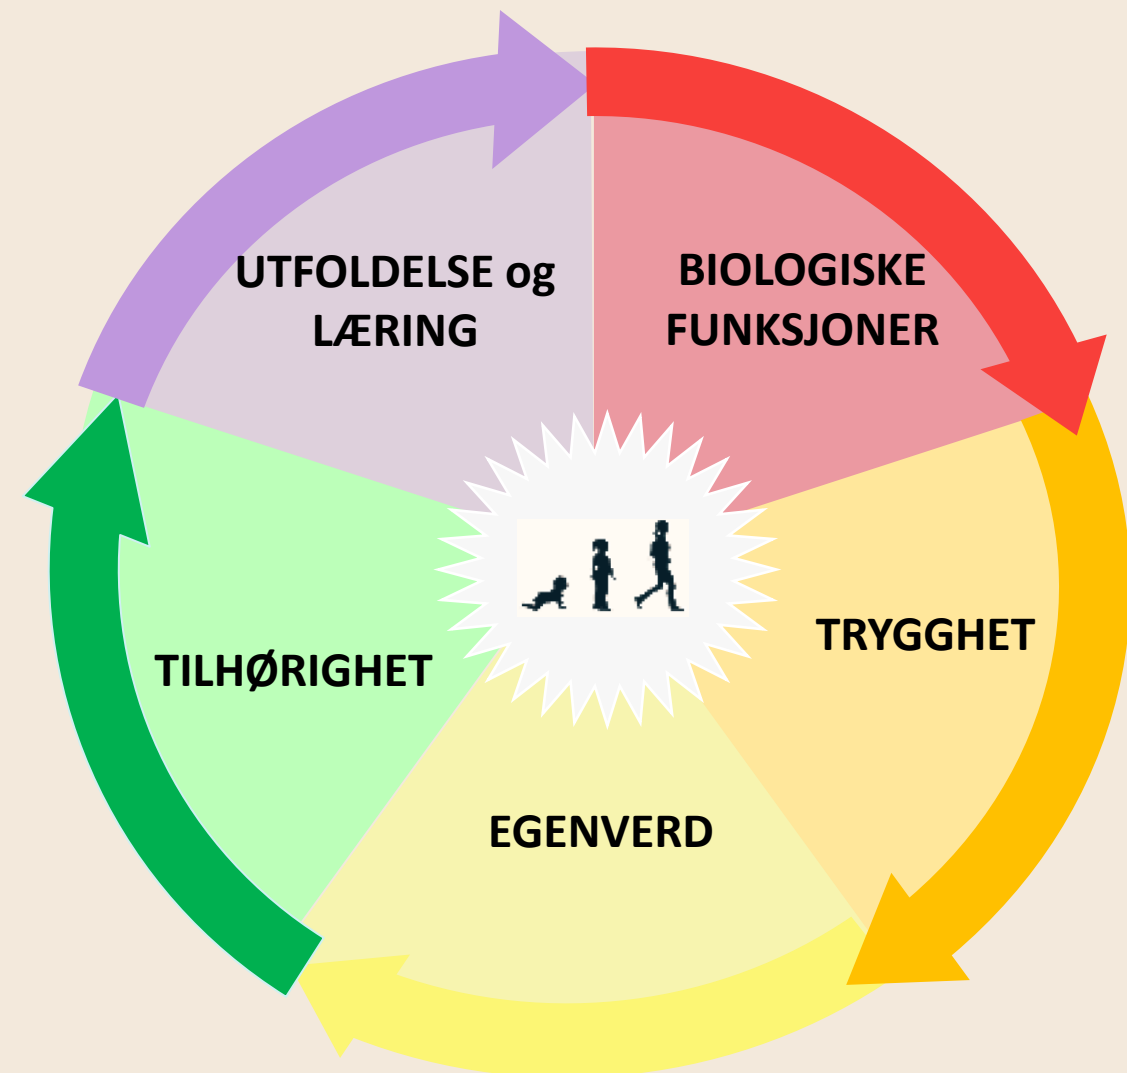 UTFOLDELSE og
LÆRING
BIOLOGISKE
FUNKSJONER
TRYGGHET
EGENVERD
TILHØRIGHET